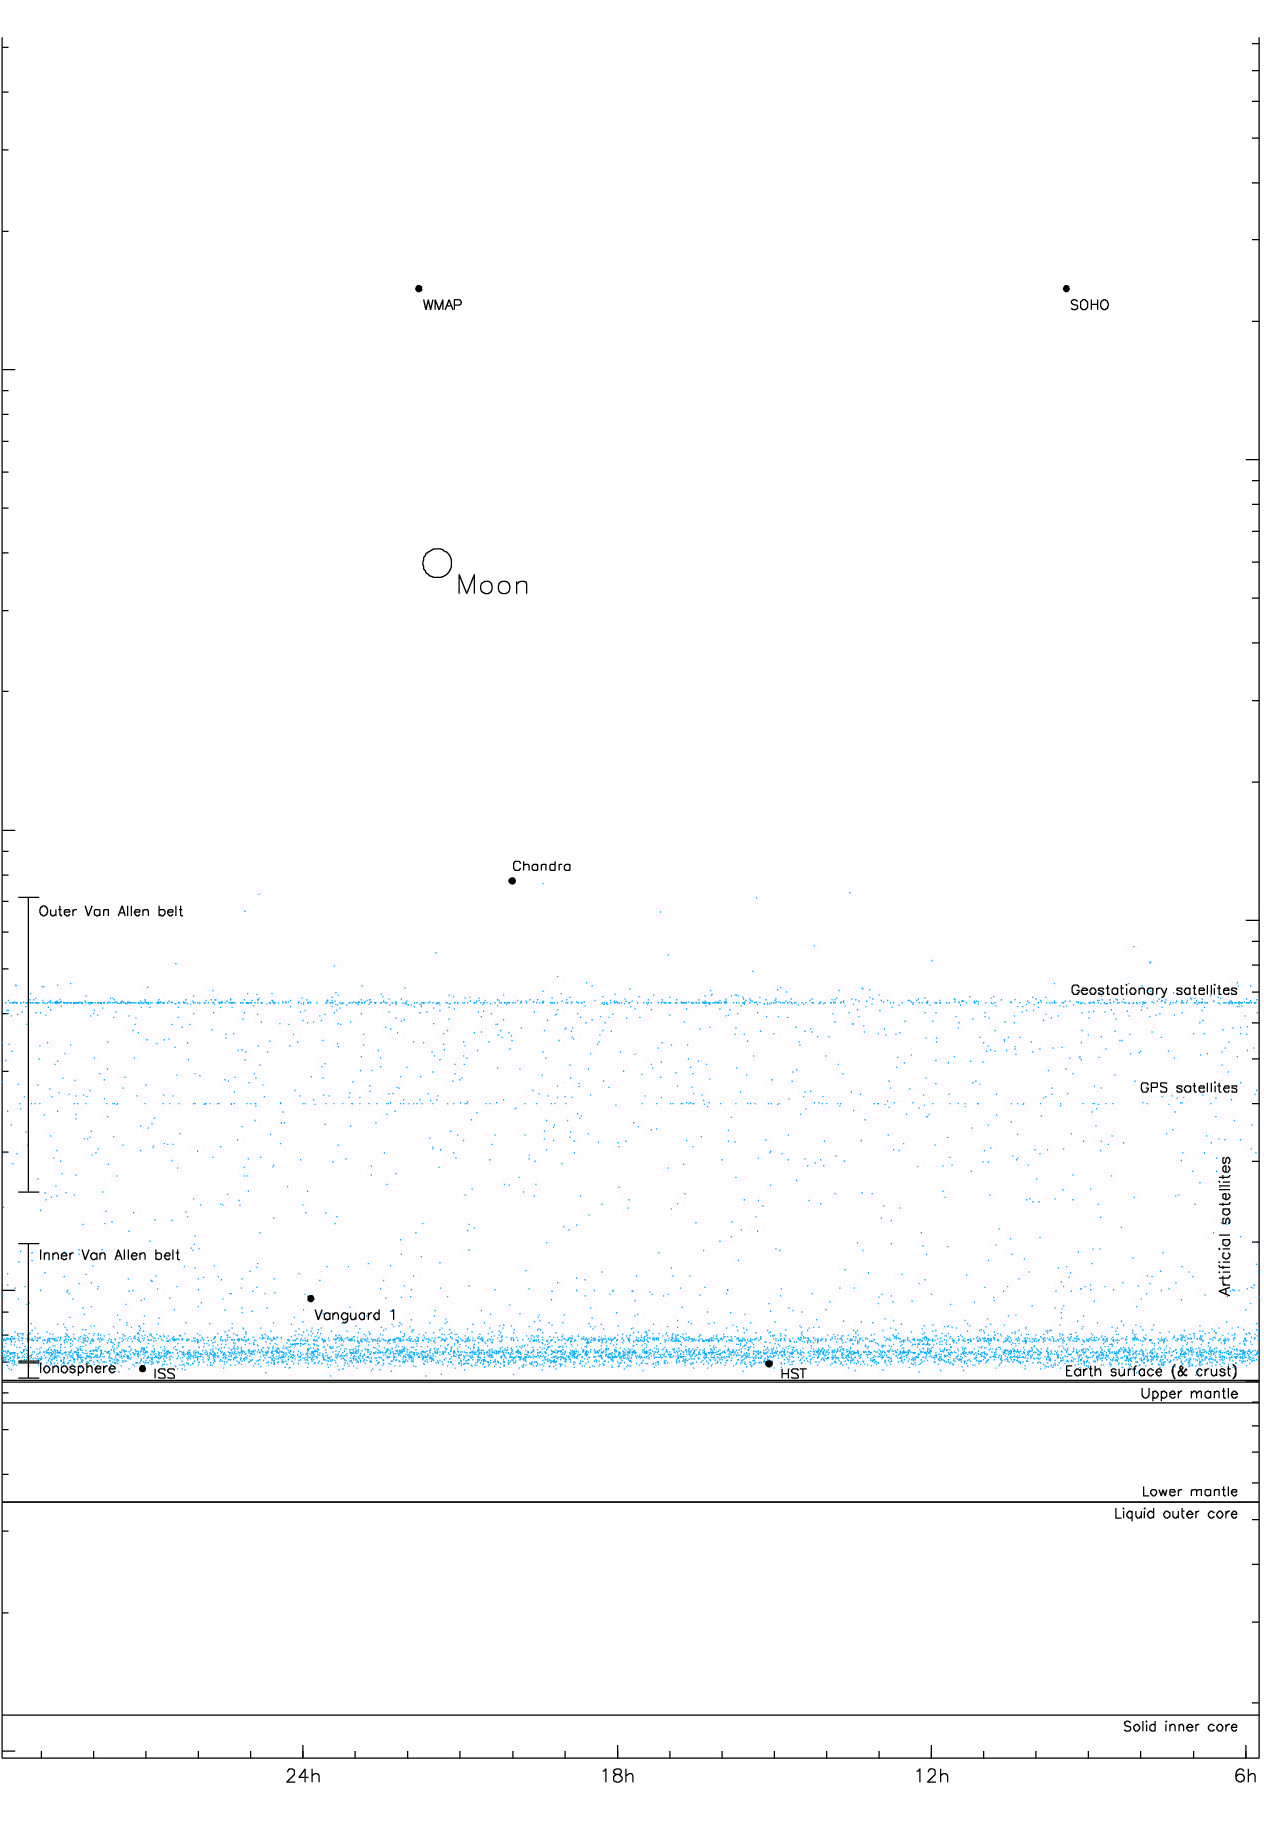 WMAP
SOHO
Moon
Chandra
Outer Van Allen belt
Geostationary satellites
GPS satellites
Artificial satellites
Inner Van Allen belt
Vanguard 1
Ionosphere
ISS
HST
Earth surface (& crust)
Upper mantle
Lower mantle
Liquid outer core
Solid inner core
24h 18h 12h 6h